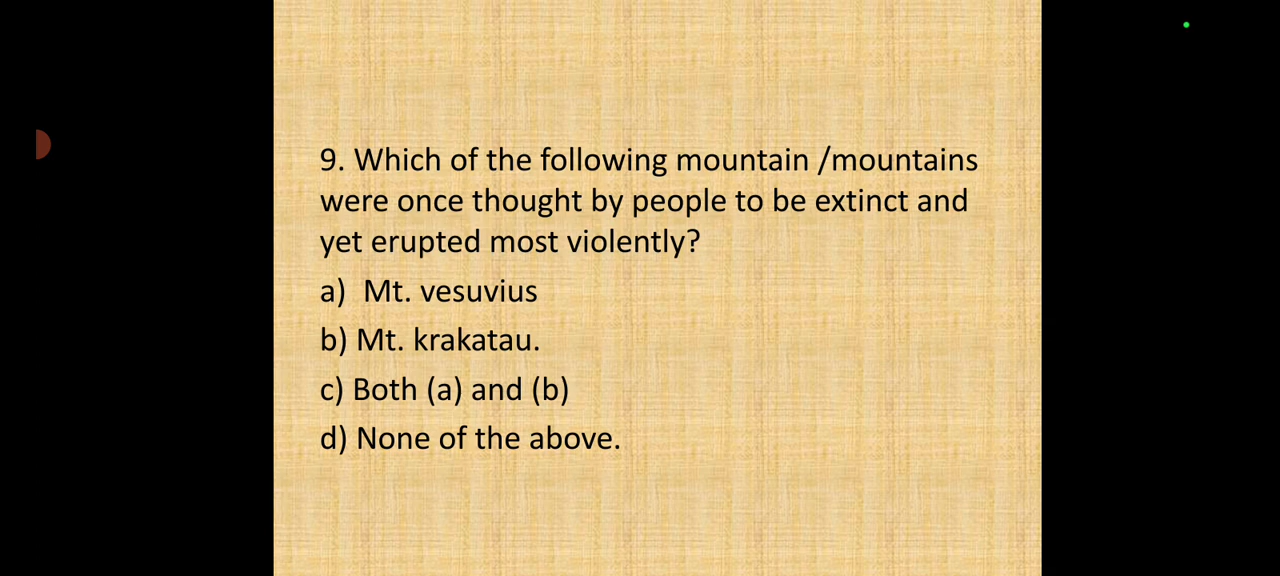 9. Which of the following mountain /mountains
were once thought by people to be extinct and
yet erupted most violently?
a)  Mt. vesuvius
b) Mt. krakatau.
c) Both (a) and (b)
d) None of the above.